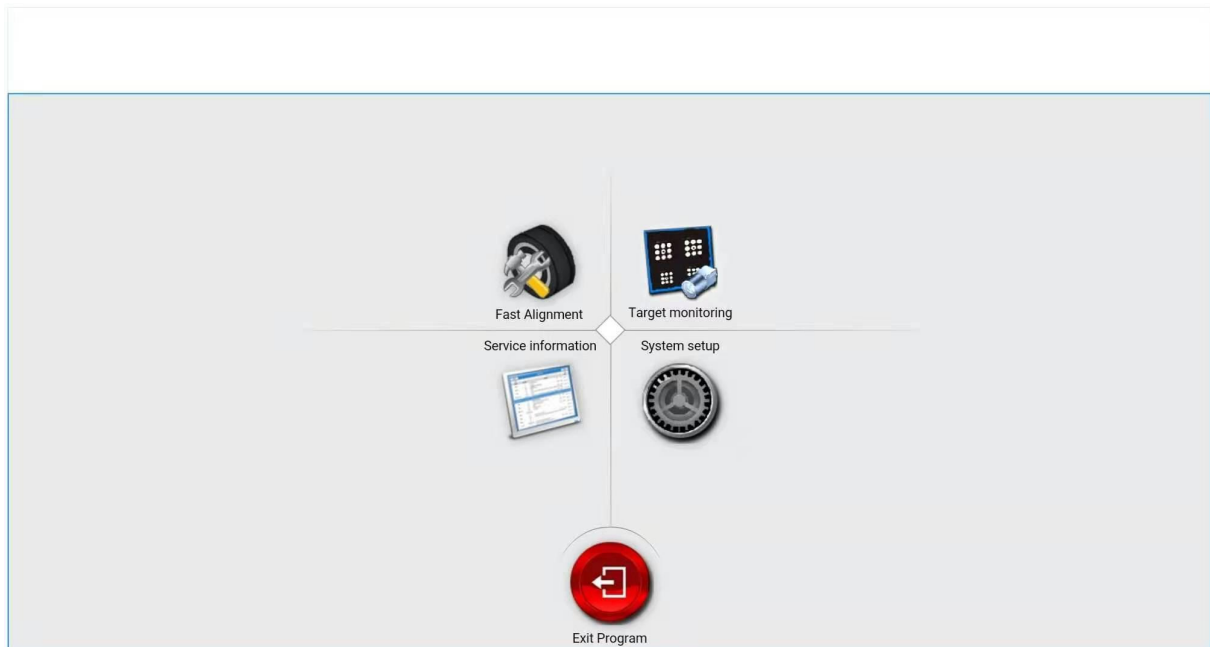 Fast Alignment
Target monitoring
Service information
System setup
Exit Program